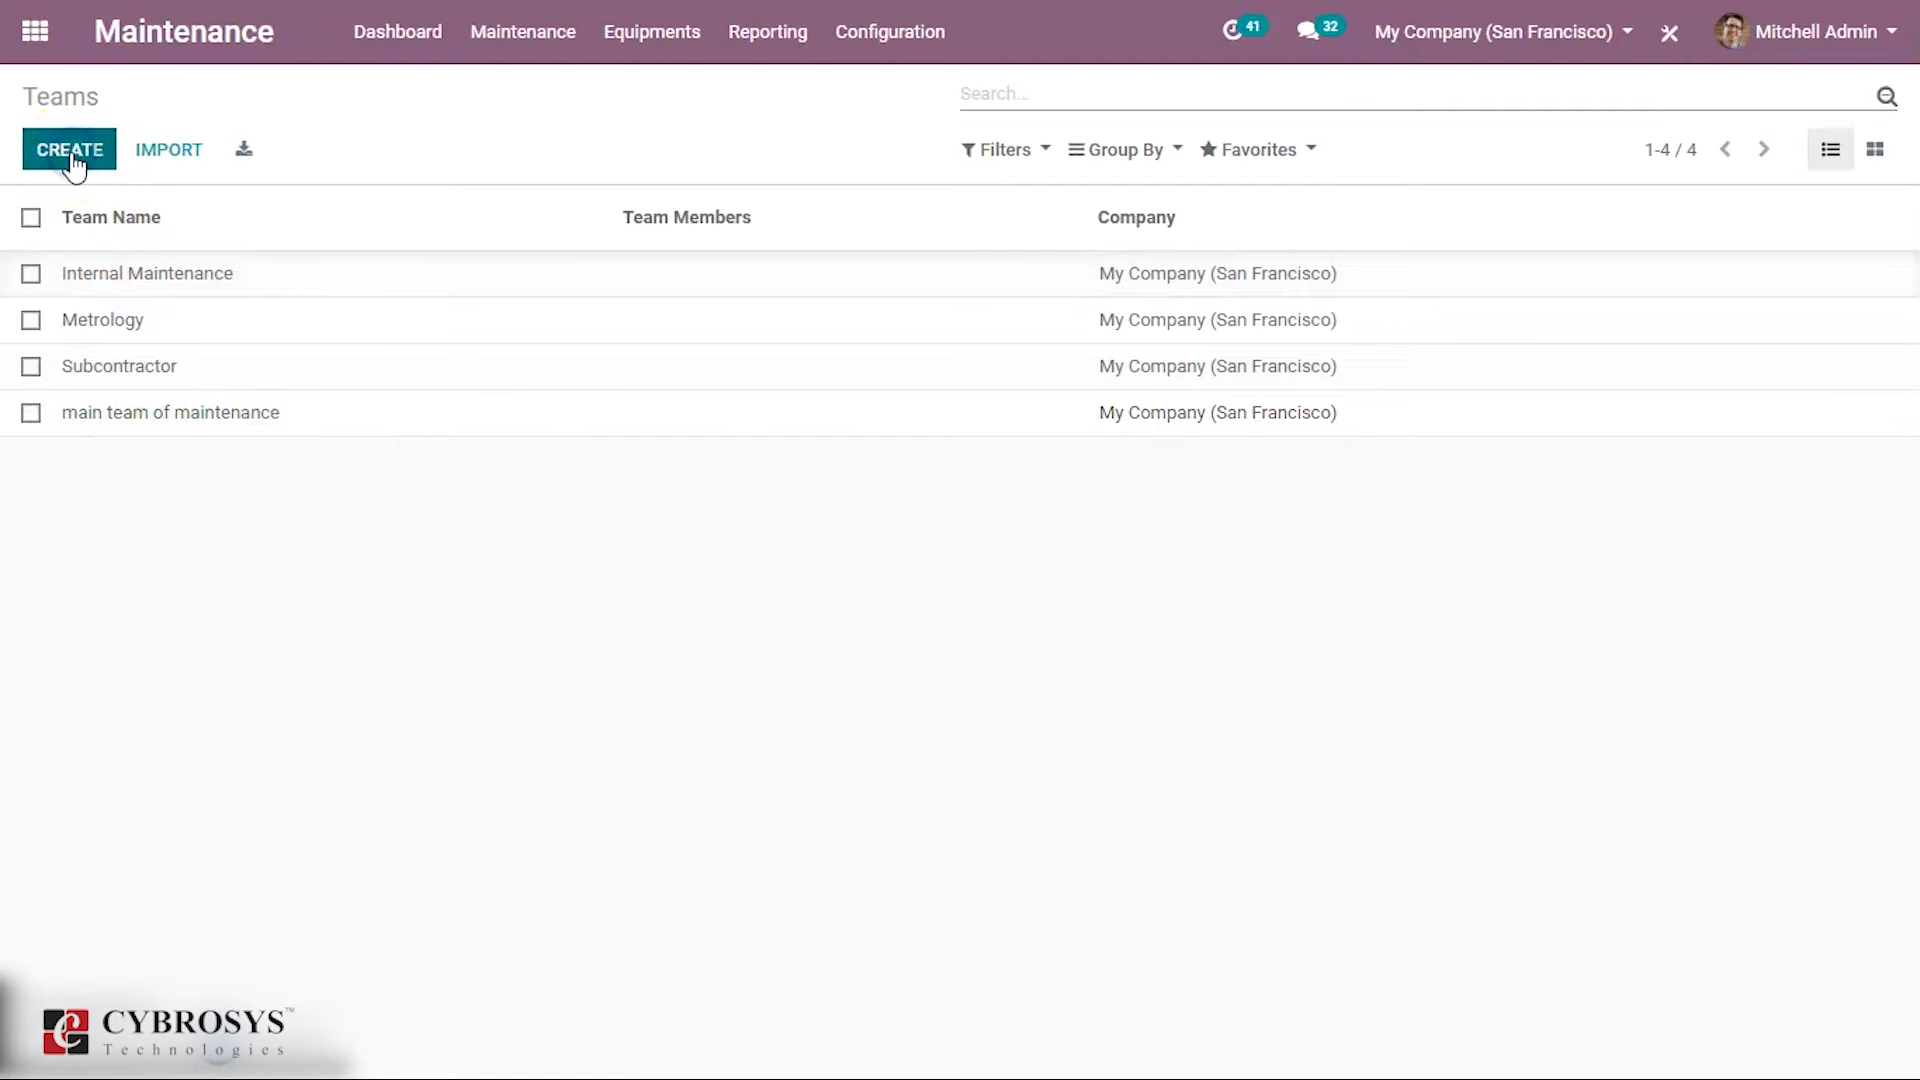 Maintenance Dashboard Maintenance Equipments Reporting Configuration 41 32 My Company (San Francisco) Mitchell Admin
Teams Search...
CREATE IMPORT Filters Group By Favorites 1-4 / 4
Team Name Team Members Company
Internal Maintenance My Company (San Francisco)
Metrology My Company (San Francisco)
Subcontractor My Company (San Francisco)
main team of maintenance My Company (San Francisco)
CYBROSYS™
Technologies